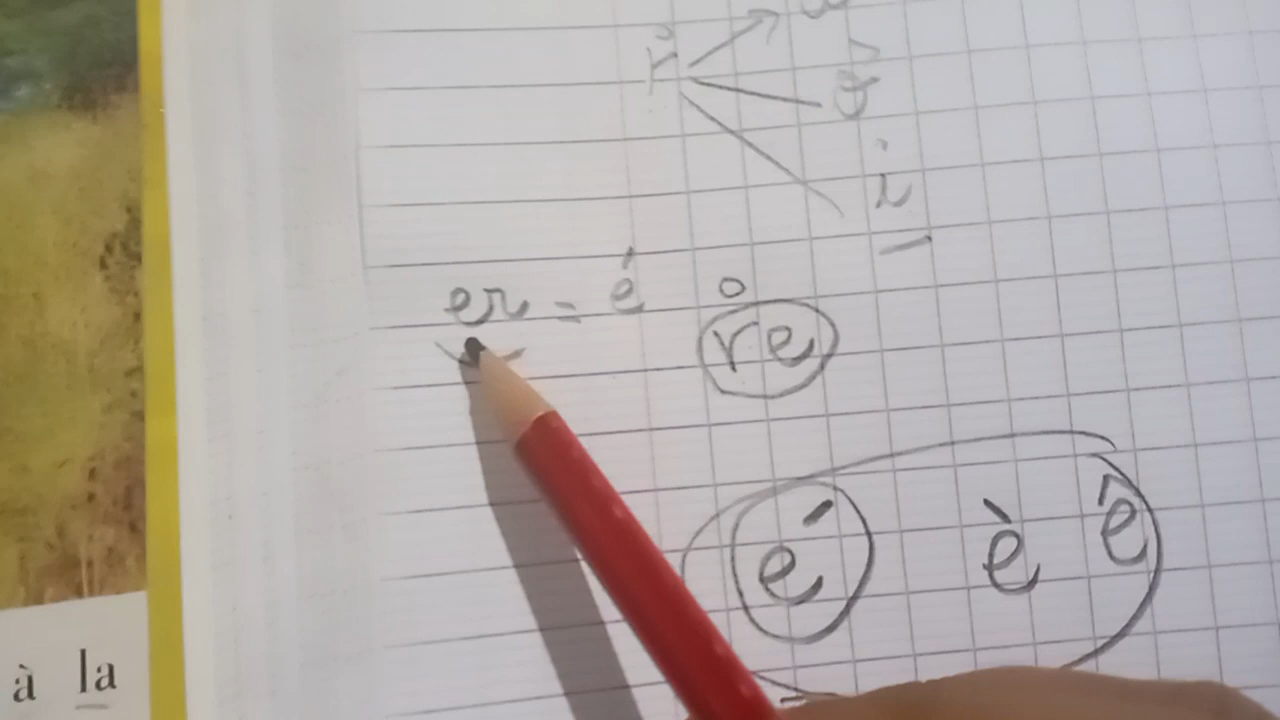 r
i
er = é
re
é è ê
à la